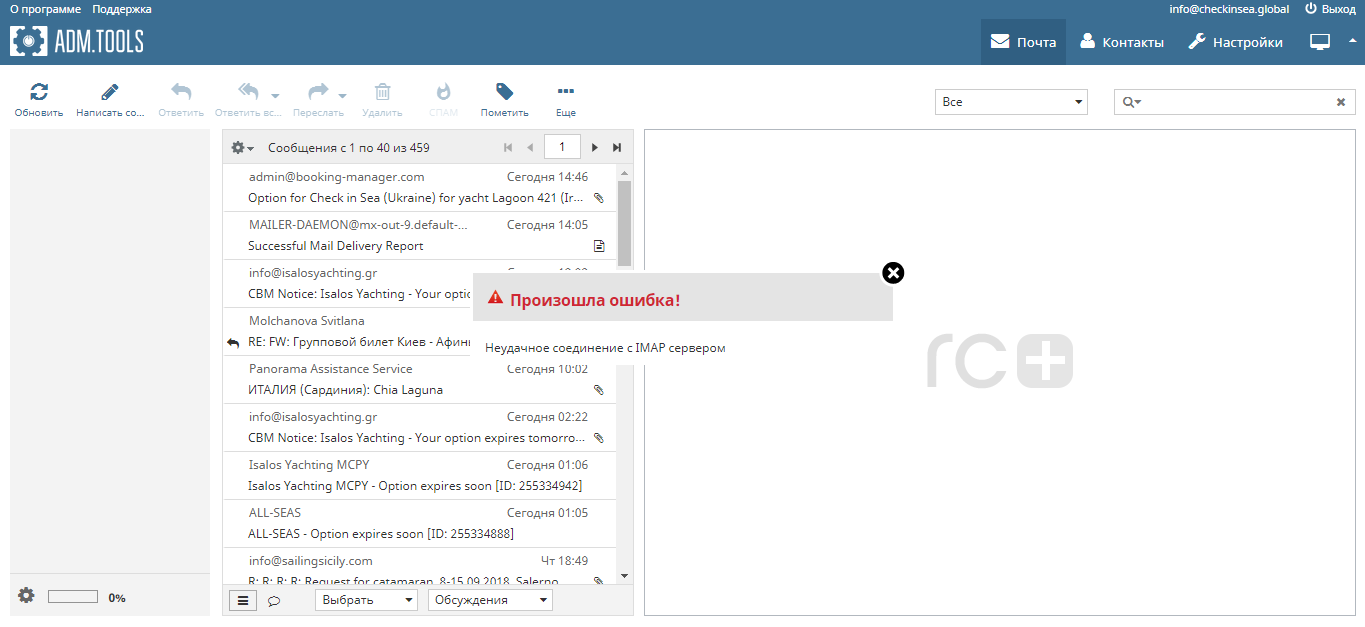 О программе Поддержка
info@checkinsea.global Выход
ADM.TOOLS
Почта Контакты Настройки
Обновить Написать со... Ответить Ответить вс... Переслать Удалить СПАМ Пометить Еще
Все
Сообщения с 1 по 40 из 459 1
admin@booking-manager.com Сегодня 14:46
Option for Check in Sea (Ukraine) for yacht Lagoon 421 (Ir...
MAILER-DAEMON@mx-out-9.default-... Сегодня 14:05
Successful Mail Delivery Report
info@isalosyachting.gr
CBM Notice: Isalos Yachting - Your optic
Произошла ошибка!
Molchanova Svitlana
RE: FW: Групповой билет Киев - Афин
Неудачное соединение с IMAP сервером
Panorama Assistance Service Сегодня 10:02
ИТАЛИЯ (Сардиния): Chia Laguna
info@isalosyachting.gr Сегодня 02:22
CBM Notice: Isalos Yachting - Your option expires tomorro...
Isalos Yachting MCPY Сегодня 01:06
Isalos Yachting MCPY - Option expires soon [ID: 255334942]
ALL-SEAS Сегодня 01:05
ALL-SEAS - Option expires soon [ID: 255334888]
info@sailingsicily.com Чт 18:49
R: R: R: R: Request for catamaran, 8-15.09.2018, Salerno
0%
Выбрать Обсуждения
rc+